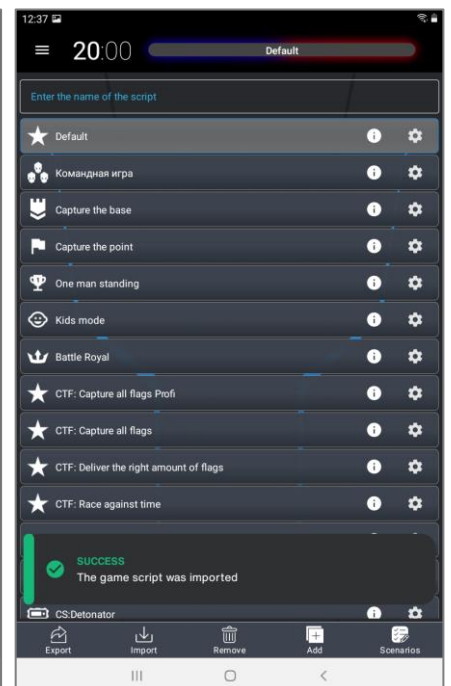 12:37
20:00
Default
Enter the name of the script
Default
Командная игра
Capture the base
Capture the point
One man standing
Kids mode
Battle Royal
CTF: Capture all flags Profi
CTF: Capture all flags
CTF: Deliver the right amount of flags
CTF: Race against time
SUCCESS
The game script was imported
CS:Detonator
Export Import Remove Add Scenarios